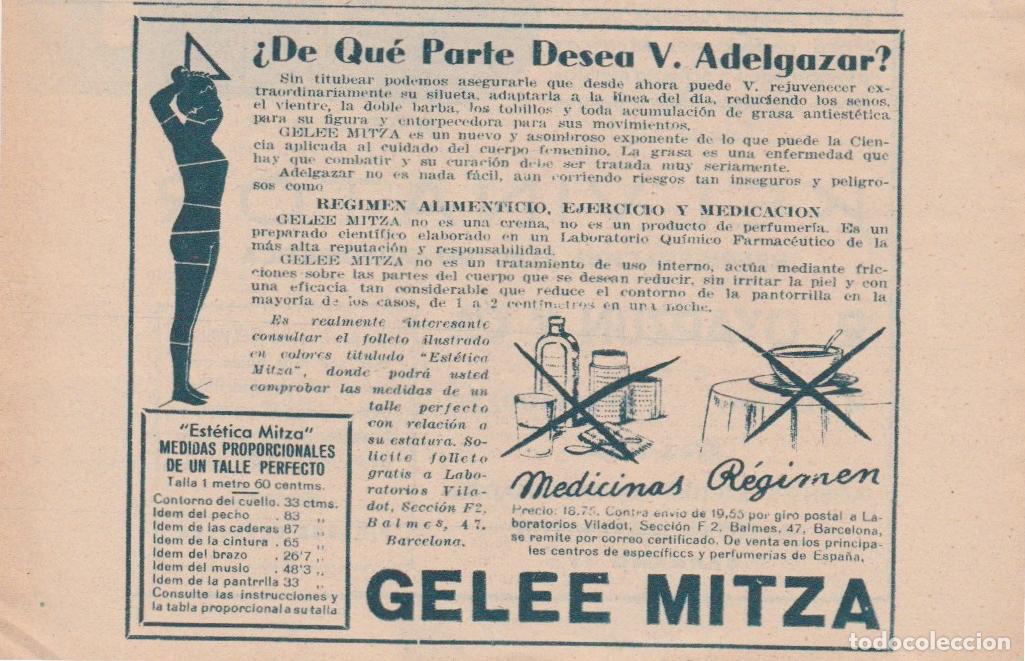 ¿De Qué Parte Desea V. Adelgazar?
Sin titubear podemos asegurarle que desde ahora puede V. rejuvenecer ex-
traordinariamente su silueta, adaptarla a la línea del día, reduciendo los senos,
el vientre, la doble barba, los tobillos y toda acumulación de grasa antiestética
para su figura y entorpecedora para sus movimientos.
GELEE MITZA es un nuevo y asombroso exponente de lo que puede la Cien-
cia aplicada al cuidado del cuerpo femenino. La grasa es una enfermedad que
hay que combatir y su curación debe ser tratada muy seriamente.
Adelgazar no es nada fácil, aun corriendo riesgos tan inseguros y peligro-
sos como
REGIMEN ALIMENTICIO, EJERCICIO Y MEDICACION
GELEE MITZA no es una crema, no es un producto de perfumería. Es un
preparado científico elaborado en un Laboratorio Químico Farmacéutico de la
más alta reputación y responsabilidad.
GELEE MITZA no es un tratamiento de uso interno, actúa mediante fric-
ciones sobre las partes del cuerpo que se desean reducir, sin irritar la piel y con
una eficacia tan considerable que reduce el contorno de la pantorrilla en la
mayoría de los casos, de 1 a 2 centímetros en una noche.
Es realmente interesante
consultar el folleto ilustrado
en colores titulado "Estética
Mitza", donde podrá usted
comprobar las medidas de un
talle perfecto
con relación a
su estatura. So-
licite folleto
gratis a Labo-
ratorios Vila-
dot, Sección F2,
Balmes, 47.
Barcelona.
"Estética Mitza"
MEDIDAS PROPORCIONALES
DE UN TALLE PERFECTO
Talla 1 metro 60 centms.
Contorno del cuello. 33 ctms.
Idem del pecho . 83 ,,
Idem de las caderas 87 ,,
Idem de la cintura . 65 ,,
Idem del brazo . 26'7 ,,
Idem del muslo . 48'3 ,,
Idem de la pantrrlla 33 ,,
Consulte las instrucciones y
la tabla proporcional a su talla
Medicinas Régimen
Precio: 18.75. Contra envío de 19,55 por giro postal a La-
boratorios Viladot, Sección F 2, Balmes, 47, Barcelona,
se remite por correo certificado. De venta en los principa-
les centros de específicos y perfumerías de España.
GELEE MITZA
todocoleccion